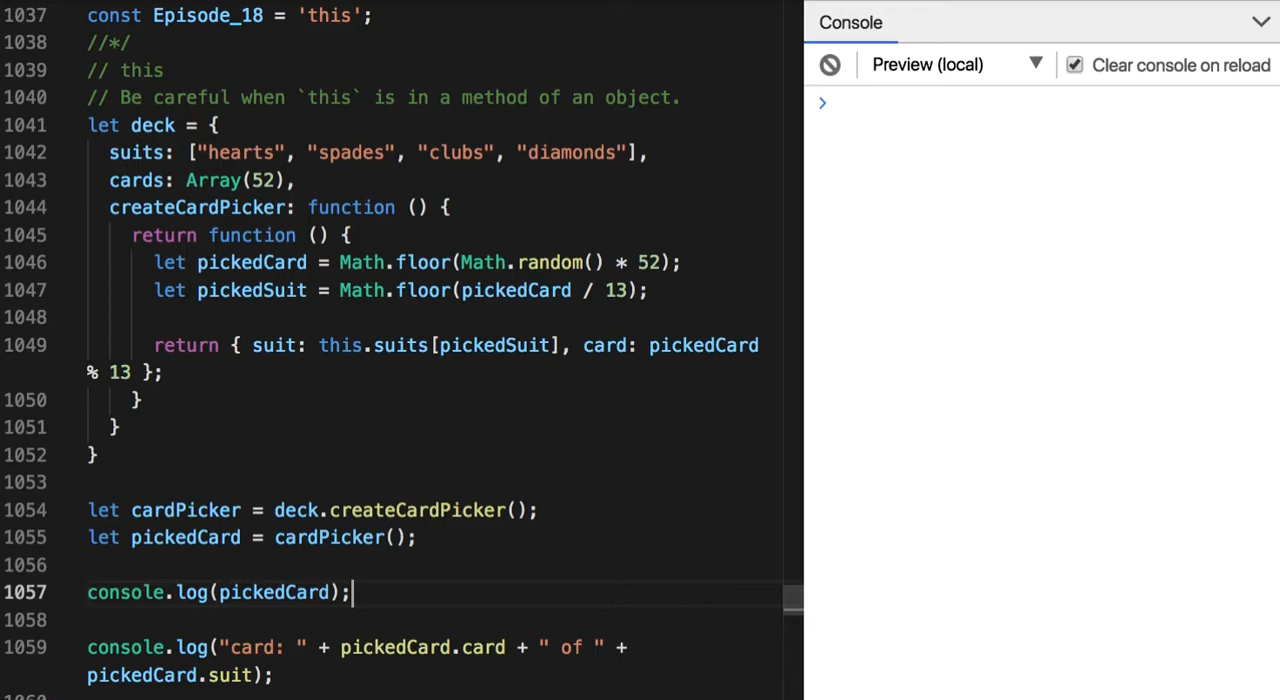 1037 const Episode_18 = 'this';
1038 //*/
1039 // this
1040 // Be careful when `this` is in a method of an object.
1041 let deck = {
1042 suits: ["hearts", "spades", "clubs", "diamonds"],
1043 cards: Array(52),
1044 createCardPicker: function () {
1045 return function () {
1046 let pickedCard = Math.floor(Math.random() * 52);
1047 let pickedSuit = Math.floor(pickedCard / 13);
1048
1049 return { suit: this.suits[pickedSuit], card: pickedCard
% 13 };
1050 }
1051 }
1052 }
1053
1054 let cardPicker = deck.createCardPicker();
1055 let pickedCard = cardPicker();
1056
1057 console.log(pickedCard);
1058
1059 console.log("card: " + pickedCard.card + " of " +
pickedCard.suit);
1060
Console
Preview (local) ▼ Clear console on reload
>